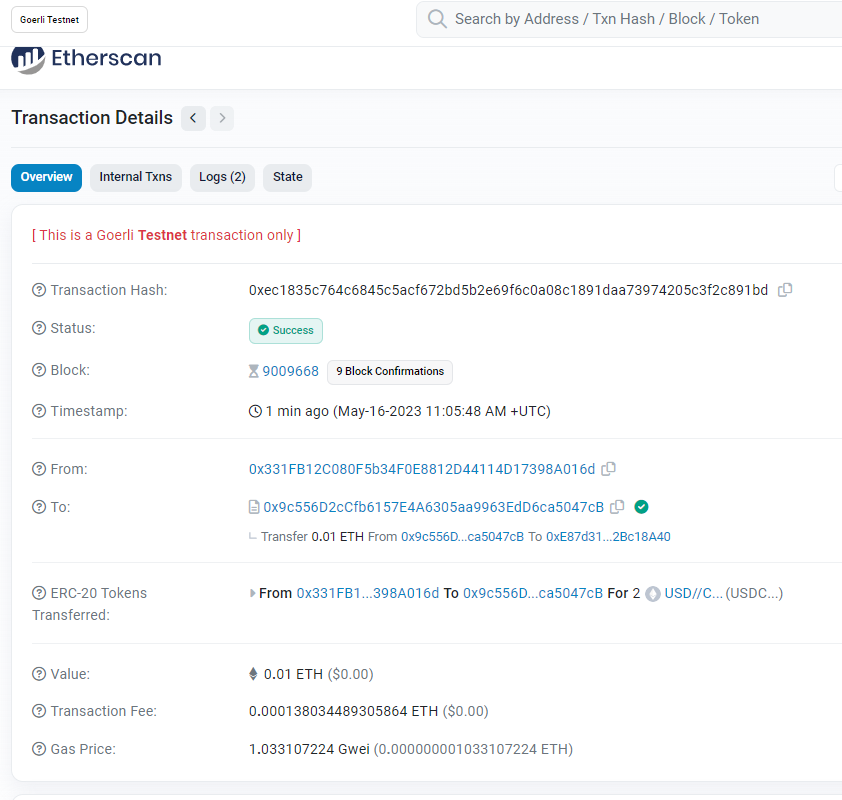 Goerli Testnet
Search by Address / Txn Hash / Block / Token
Etherscan
Transaction Details
Overview Internal Txns Logs (2) State
[ This is a Goerli Testnet transaction only ]
Transaction Hash: 0xec1835c764c6845c5acf672bd5b2e69f6c0a08c1891daa73974205c3f2c891bd
Status: Success
Block: 9009668 9 Block Confirmations
Timestamp: 1 min ago (May-16-2023 11:05:48 AM +UTC)
From: 0x331FB12C080F5b34F0E8812D44114D17398A016d
To: 0x9c556D2cCfb6157E4A6305aa9963EdD6ca5047cB
Transfer 0.01 ETH From 0x9c556D...ca5047cB To 0xE87d31...2Bc18A40
ERC-20 Tokens Transferred: From 0x331FB1...398A016d To 0x9c556D...ca5047cB For 2 USD//C... (USDC...)
Value: 0.01 ETH ($0.00)
Transaction Fee: 0.000138034489305864 ETH ($0.00)
Gas Price: 1.033107224 Gwei (0.000000001033107224 ETH)